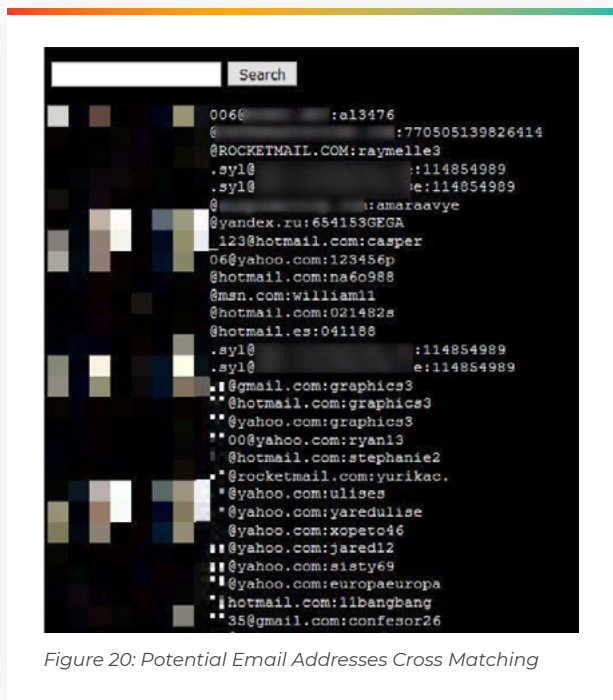 Search
006@ :a13476
@ :770505139826414
@ROCKETMAIL.COM:raymelle3
.syl@ :114854989
.syl@ e:114854989
@ :amaraavye
@yandex.ru:654153GEGA
_123@hotmail.com:casper
06@yahoo.com:123456p
@hotmail.com:na6o988
@msn.com:william11
@hotmail.com:021482s
@hotmail.es:041188
.syl@ :114854989
.syl@ e:114854989
@gmail.com:graphics3
@hotmail.com:graphics3
@yahoo.com:graphics3
00@yahoo.com:ryan13
@hotmail.com:stephanie2
@rocketmail.com:yurikac.
@yahoo.com:ulises
@yahoo.com:yaredulise
@yahoo.com:xopeto46
@yahoo.com:jared12
@yahoo.com:sisty69
@yahoo.com:europaeuropa
hotmail.com:11bangbang
35@gmail.com:confesor26
Figure 20: Potential Email Addresses Cross Matching